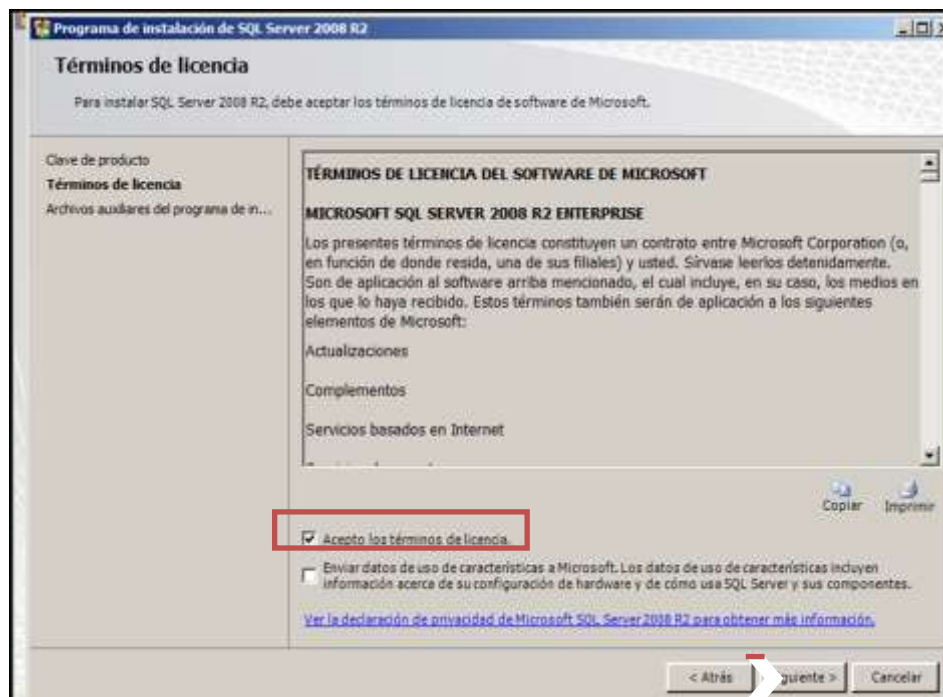 Programa de instalación de SQL Server 2008 R2
Términos de licencia
Para instalar SQL Server 2008 R2, debe aceptar los términos de licencia de software de Microsoft.
Clave de producto
Términos de licencia
Archivos auxiliares del programa de in...
TÉRMINOS DE LICENCIA DEL SOFTWARE DE MICROSOFT
MICROSOFT SQL SERVER 2008 R2 ENTERPRISE
Los presentes términos de licencia constituyen un contrato entre Microsoft Corporation (o,
en función de donde resida, una de sus filiales) y usted. Sírvase leerlos detenidamente.
Son de aplicación al software arriba mencionado, el cual incluye, en su caso, los medios en
los que lo haya recibido. Estos términos también serán de aplicación a los siguientes
elementos de Microsoft:
Actualizaciones
Complementos
Servicios basados en Internet
Copiar Imprimir
Acepto los términos de licencia.
Enviar datos de uso de características a Microsoft. Los datos de uso de características incluyen
información acerca de su configuración de hardware y de cómo usa SQL Server y sus componentes.
Ver la declaración de privacidad de Microsoft SQL Server 2008 R2 para obtener más información.
< Atrás guiente > Cancelar